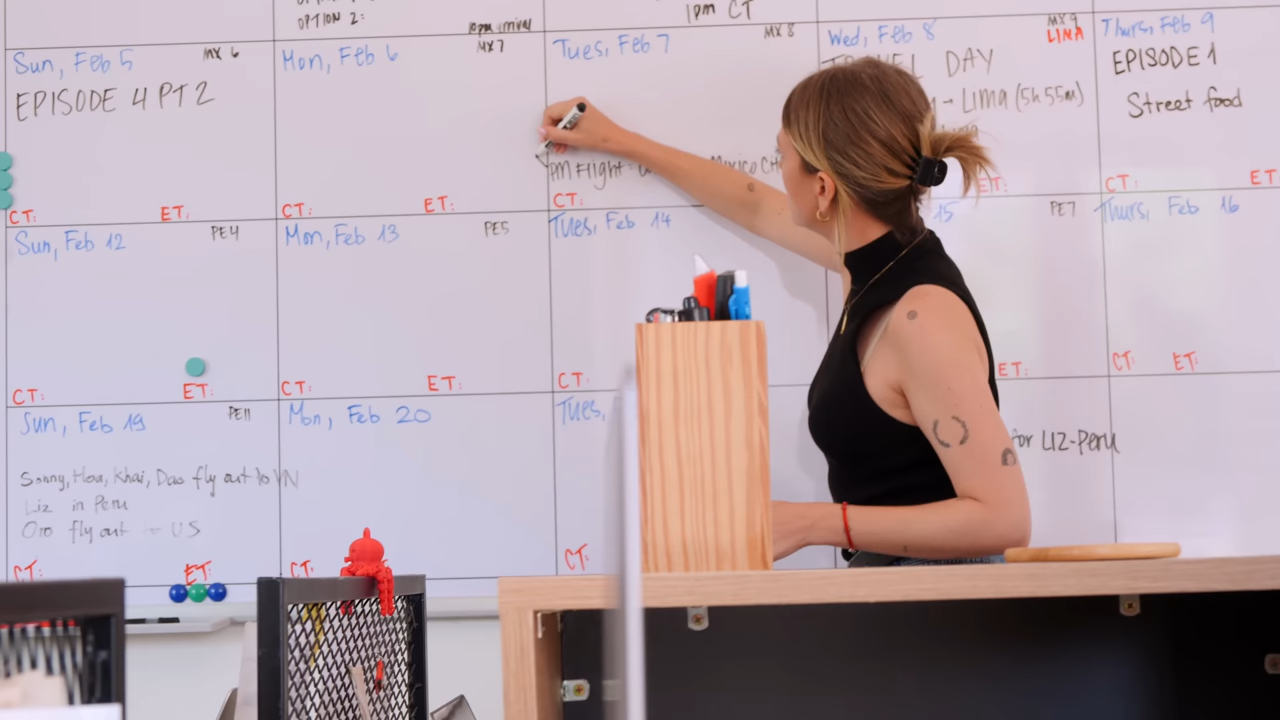 OPTION 2:
10pm arrival
1pm CT
Sun, Feb 5 MX 6
EPISODE 4 PT 2
CT: ET:
Mon, Feb 6 MX7
CT: ET:
Tues, Feb 7 MX 8
PM Flight
Mexico
CT:
Wed, Feb 8 MX 9
LIMA
DAY
→ LIMA (5h 55m)
ET:
Thurs, Feb 9
EPISODE 1
Street food
CT: ET:
Sun, Feb 12 PE4
CT: ET:
Mon, Feb 13 PE5
CT: ET:
Tues, Feb 14
CT:
15 PE7
ET:
Thurs, Feb 16
CT: ET:
Sun, Feb 19 PE11
Sonny, Hou, Khai, Dao fly out to VN
Liz in Peru
Oro fly out to US
CT: ET:
Mon, Feb 20
CT:
Tues,
CT:
for LIZ-Peru